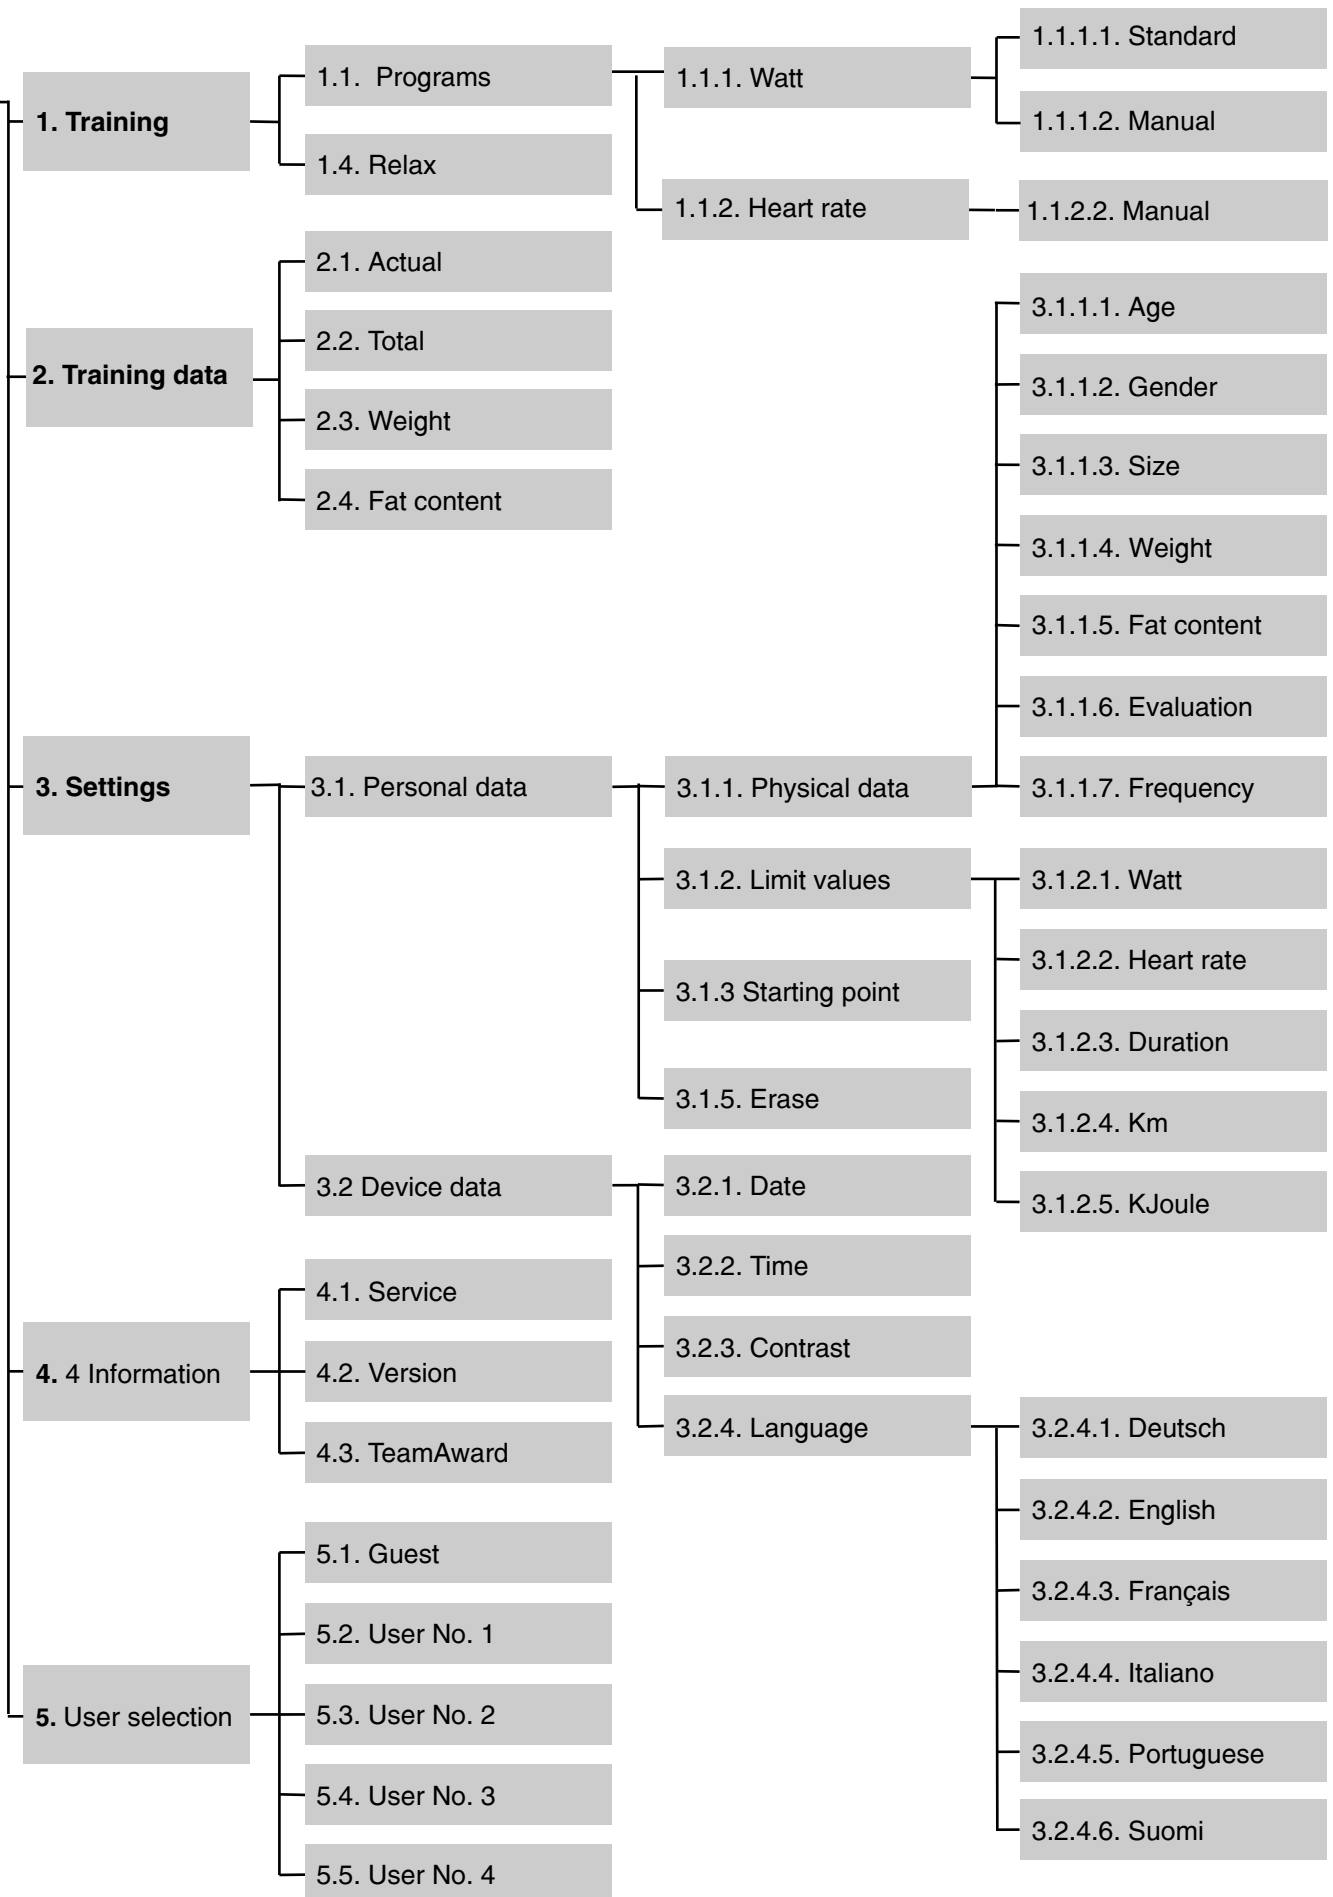 1. Training
1.1. Programs
1.1.1. Watt
1.1.1.1. Standard
1.1.1.2. Manual
1.1.2. Heart rate
1.1.2.2. Manual
1.4. Relax
2. Training data
2.1. Actual
2.2. Total
2.3. Weight
2.4. Fat content
3. Settings
3.1. Personal data
3.1.1. Physical data
3.1.1.1. Age
3.1.1.2. Gender
3.1.1.3. Size
3.1.1.4. Weight
3.1.1.5. Fat content
3.1.1.6. Evaluation
3.1.1.7. Frequency
3.1.2. Limit values
3.1.2.1. Watt
3.1.2.2. Heart rate
3.1.2.3. Duration
3.1.2.4. Km
3.1.2.5. KJoule
3.1.3 Starting point
3.1.5. Erase
3.2 Device data
3.2.1. Date
3.2.2. Time
3.2.3. Contrast
3.2.4. Language
3.2.4.1. Deutsch
3.2.4.2. English
3.2.4.3. Français
3.2.4.4. Italiano
3.2.4.5. Portuguese
3.2.4.6. Suomi
4. 4 Information
4.1. Service
4.2. Version
4.3. TeamAward
5. User selection
5.1. Guest
5.2. User No. 1
5.3. User No. 2
5.4. User No. 3
5.5. User No. 4